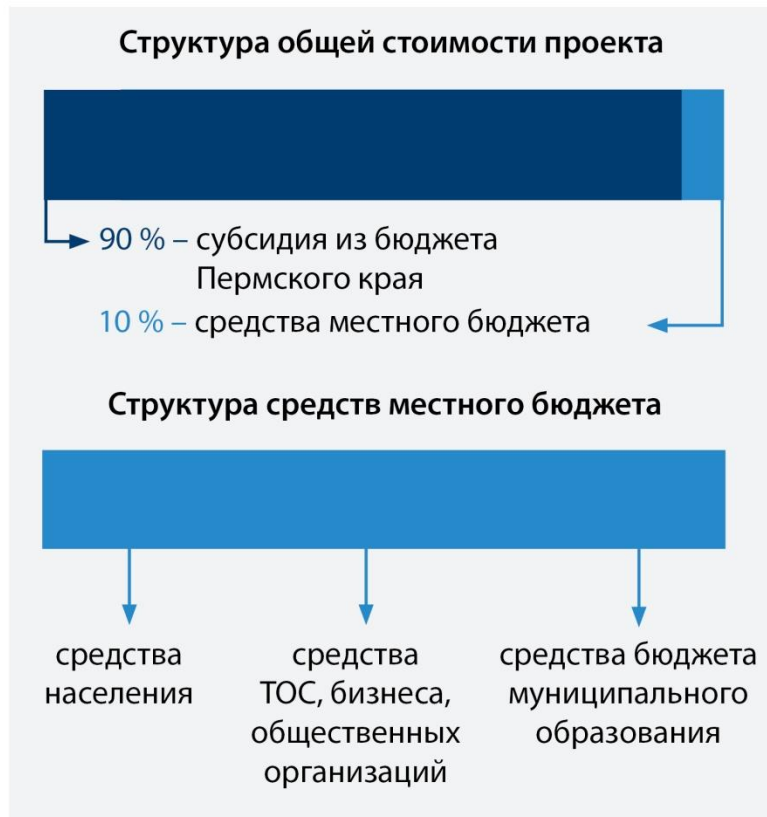 Структура общей стоимости проекта
90 % – субсидия из бюджета
Пермского края
10 % – средства местного бюджета
Структура средств местного бюджета
средства
населения
средства
ТОС, бизнеса,
общественных
организаций
средства бюджета
муниципального
образования